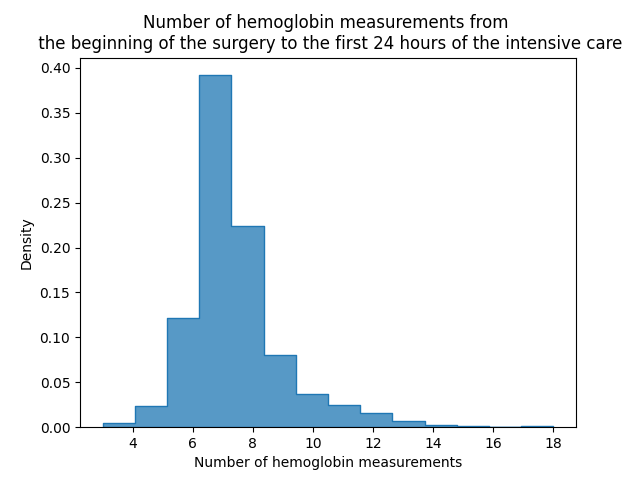 Number of hemoglobin measurements from
the beginning of the surgery to the first 24 hours of the intensive care
0.40
0.35
0.30
0.25
0.20
0.15
0.10
0.05
0.00
Density
4 6 8 10 12 14 16 18
Number of hemoglobin measurements